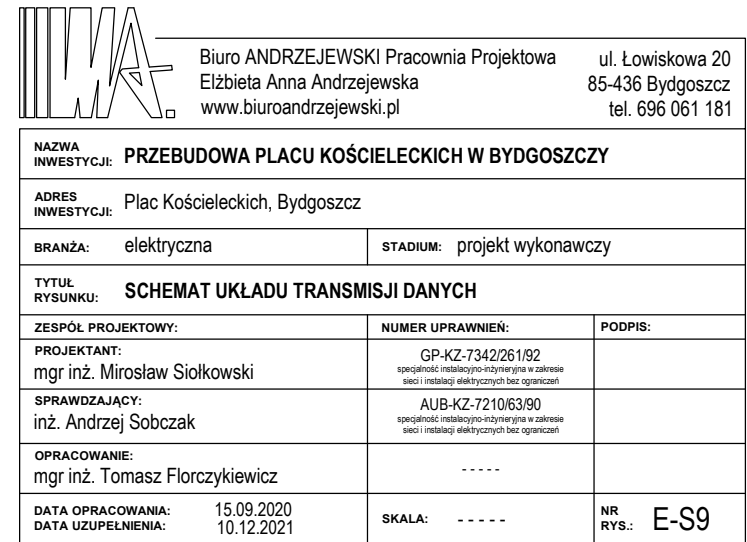 IIWA.
Biuro ANDRZEJEWSKI Pracownia Projektowa
Elżbieta Anna Andrzejewska
www.biuroandrzejewski.pl
ul. Łowiskowa 20
85-436 Bydgoszcz
tel. 696 061 181
NAZWA
INWESTYCJI: PRZEBUDOWA PLACU KOŚCIELECKICH W BYDGOSZCZY
ADRES
INWESTYCJI: Plac Kościeleckich, Bydgoszcz
BRANŻA: elektryczna
STADIUM: projekt wykonawczy
TYTUŁ
RYSUNKU: SCHEMAT UKŁADU TRANSMISJI DANYCH
ZESPÓŁ PROJEKTOWY: NUMER UPRAWNIEŃ: PODPIS:
PROJEKTANT:
mgr inż. Mirosław Siołkowski
GP-KZ-7342/261/92
specjalność instalacyjno-inżynieryjna w zakresie
sieci i instalacji elektrycznych bez ograniczeń
SPRAWDZAJĄCY:
inż. Andrzej Sobczak
AUB-KZ-7210/63/90
specjalność instalacyjno-inżynieryjna w zakresie
sieci i instalacji elektrycznych bez ograniczeń
OPRACOWANIE:
mgr inż. Tomasz Florczykiewicz
- - - - -
DATA OPRACOWANIA: 15.09.2020
DATA UZUPEŁNIENIA: 10.12.2021
SKALA: - - - - -
NR
RYS.: E-S9